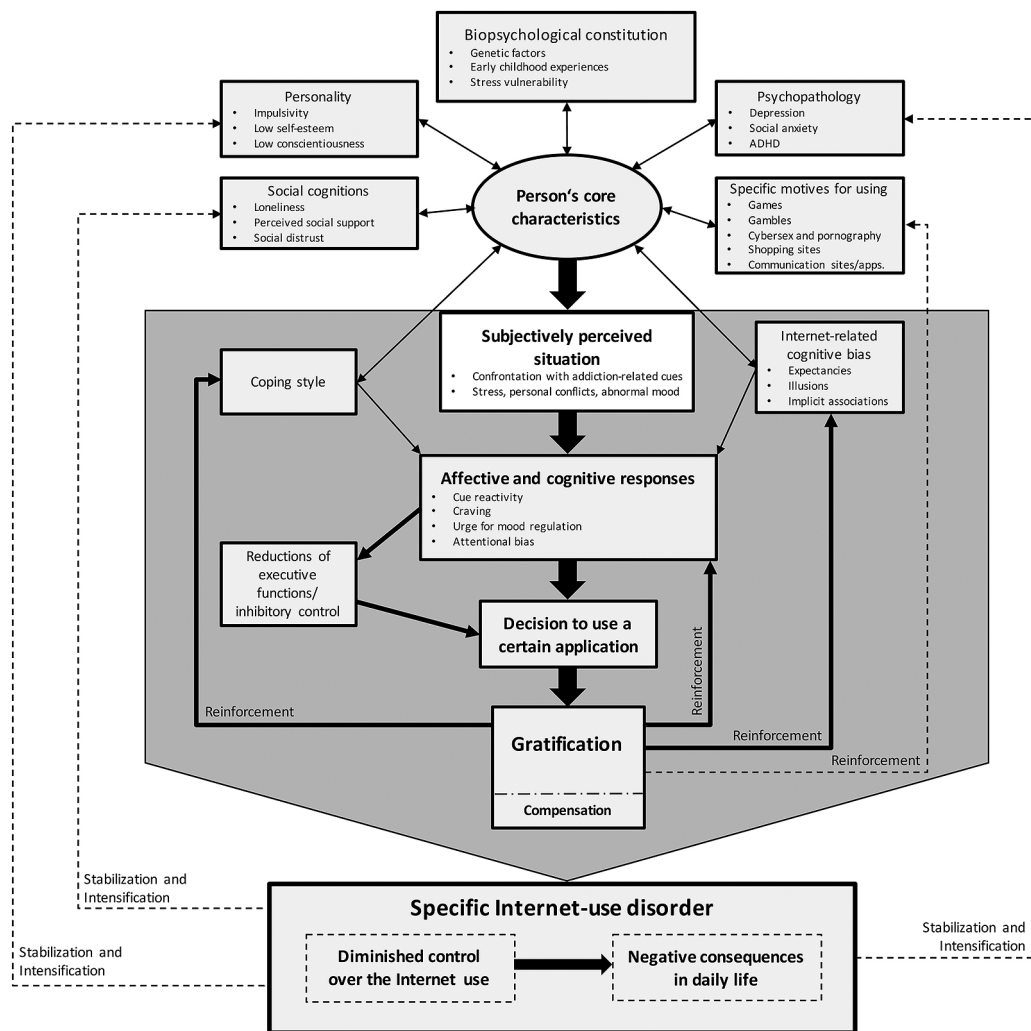 Biopsychological constitution
• Genetic factors
• Early childhood experiences
• Stress vulnerability
Personality
• Impulsivity
• Low self-esteem
• Low conscientiousness
Psychopathology
• Depression
• Social anxiety
• ADHD
Social cognitions
• Loneliness
• Perceived social support
• Social distrust
Person‘s core
characteristics
Specific motives for using
• Games
• Gambles
• Cybersex and pornography
• Shopping sites
• Communication sites/apps.
Subjectively perceived
situation
• Confrontation with addiction-related cues
• Stress, personal conflicts, abnormal mood
Coping style
Internet-related
cognitive bias
• Expectancies
• Illusions
• Implicit associations
Affective and cognitive responses
• Cue reactivity
• Craving
• Urge for mood regulation
• Attentional bias
Reductions of
executive
functions/
inhibitory control
Decision to use a
certain application
Reinforcement
Reinforcement
Gratification
Reinforcement
Reinforcement
Compensation
Stabilization and
Intensification
Specific Internet-use disorder
Stabilization and
Intensification
Diminished control
over the Internet use
Negative consequences
in daily life
Stabilization and
Intensification